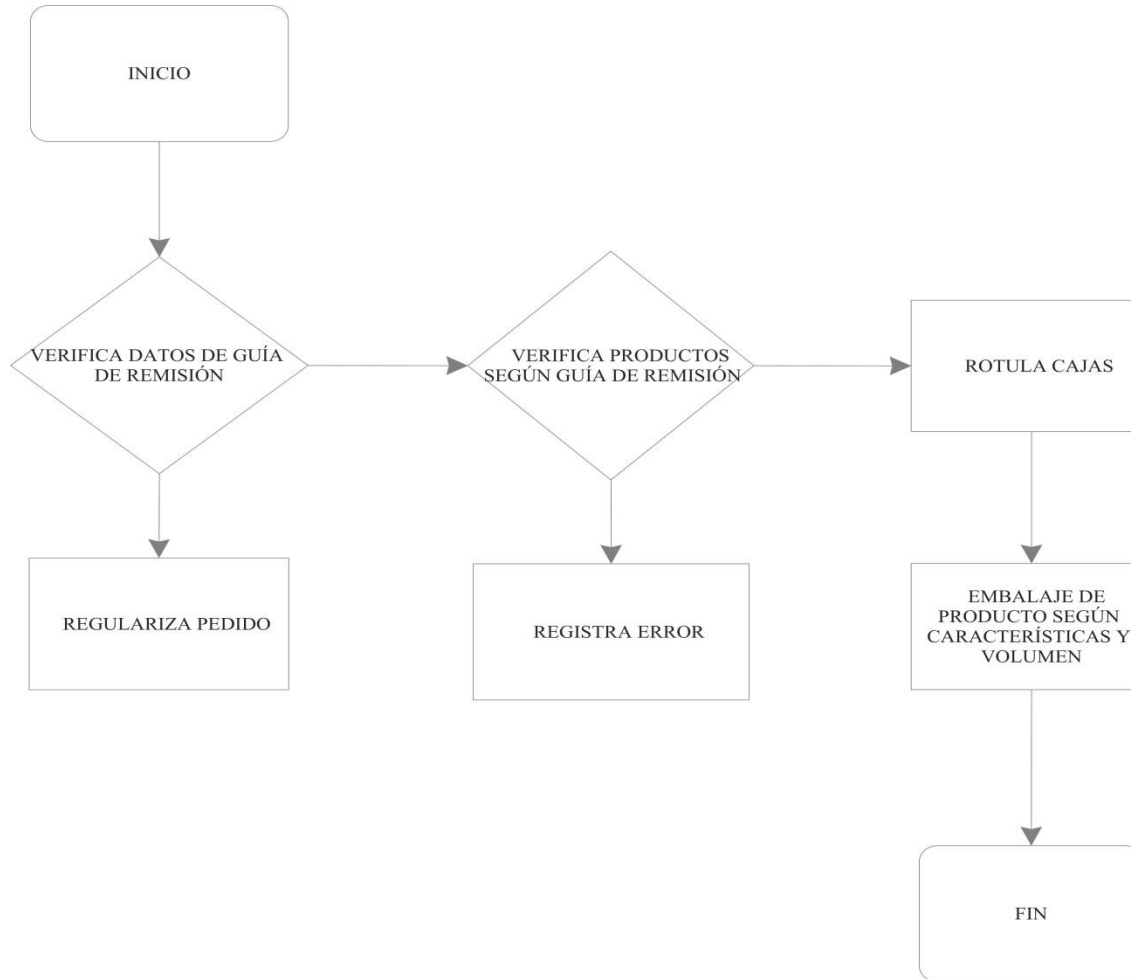 INICIO
VERIFICA DATOS DE GUÍA
DE REMISIÓN
VERIFICA PRODUCTOS
SEGÚN GUÍA DE REMISIÓN
ROTULA CAJAS
REGULARIZA PEDIDO
REGISTRA ERROR
EMBALAJE DE
PRODUCTO SEGÚN
CARACTERÍSTICAS Y
VOLUMEN
FIN